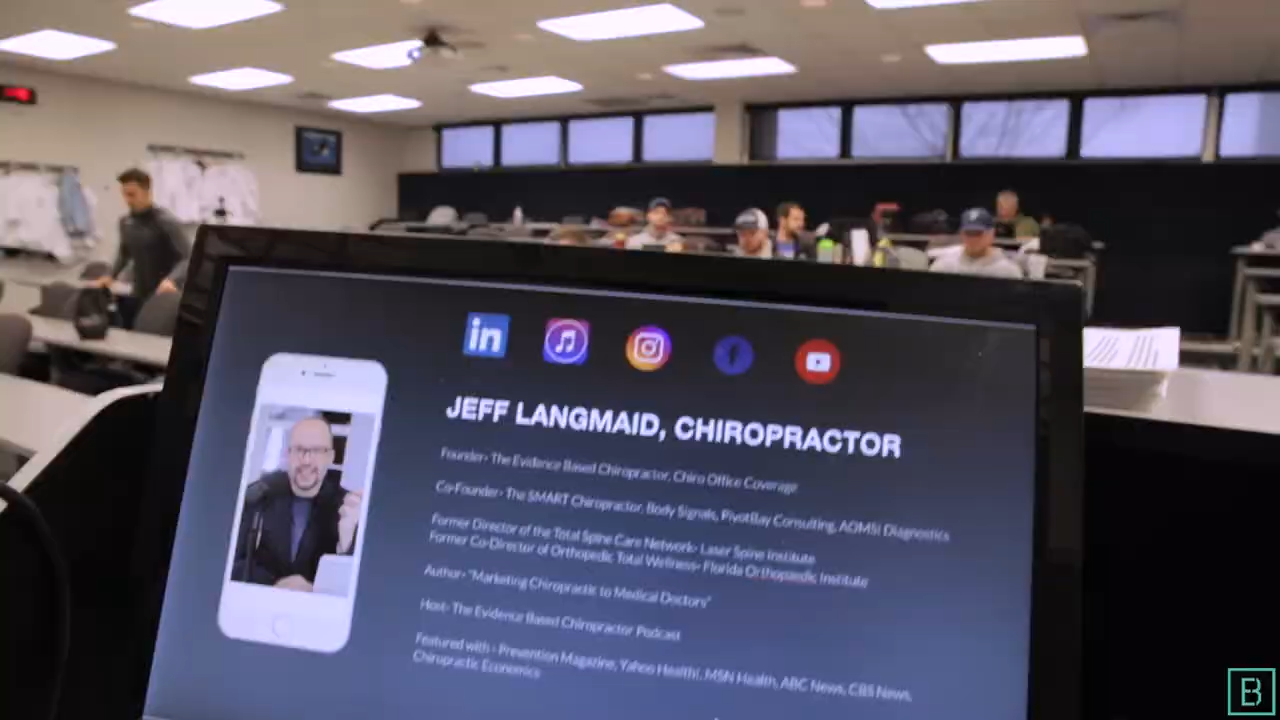 in
JEFF LANGMAID, CHIROPRACTOR
Founder- The Evidence Based Chiropractor, Chiro Office Coverage
Co-Founder- The SMART Chiropractor, Body Signals, PivotBay Consulting, AOMSI Diagnostics
Former Director of the Total Spine Care Network- Laser Spine Institute
Former Co-Director of Orthopedic Total Wellness- Florida Orthopaedic Institute
Author- "Marketing Chiropractic to Medical Doctors"
Host- The Evidence Based Chiropractor Podcast
Featured with - Prevention Magazine, Yahoo Health!, MSN Health, ABC News, CBS News,
Chiropractic Economics